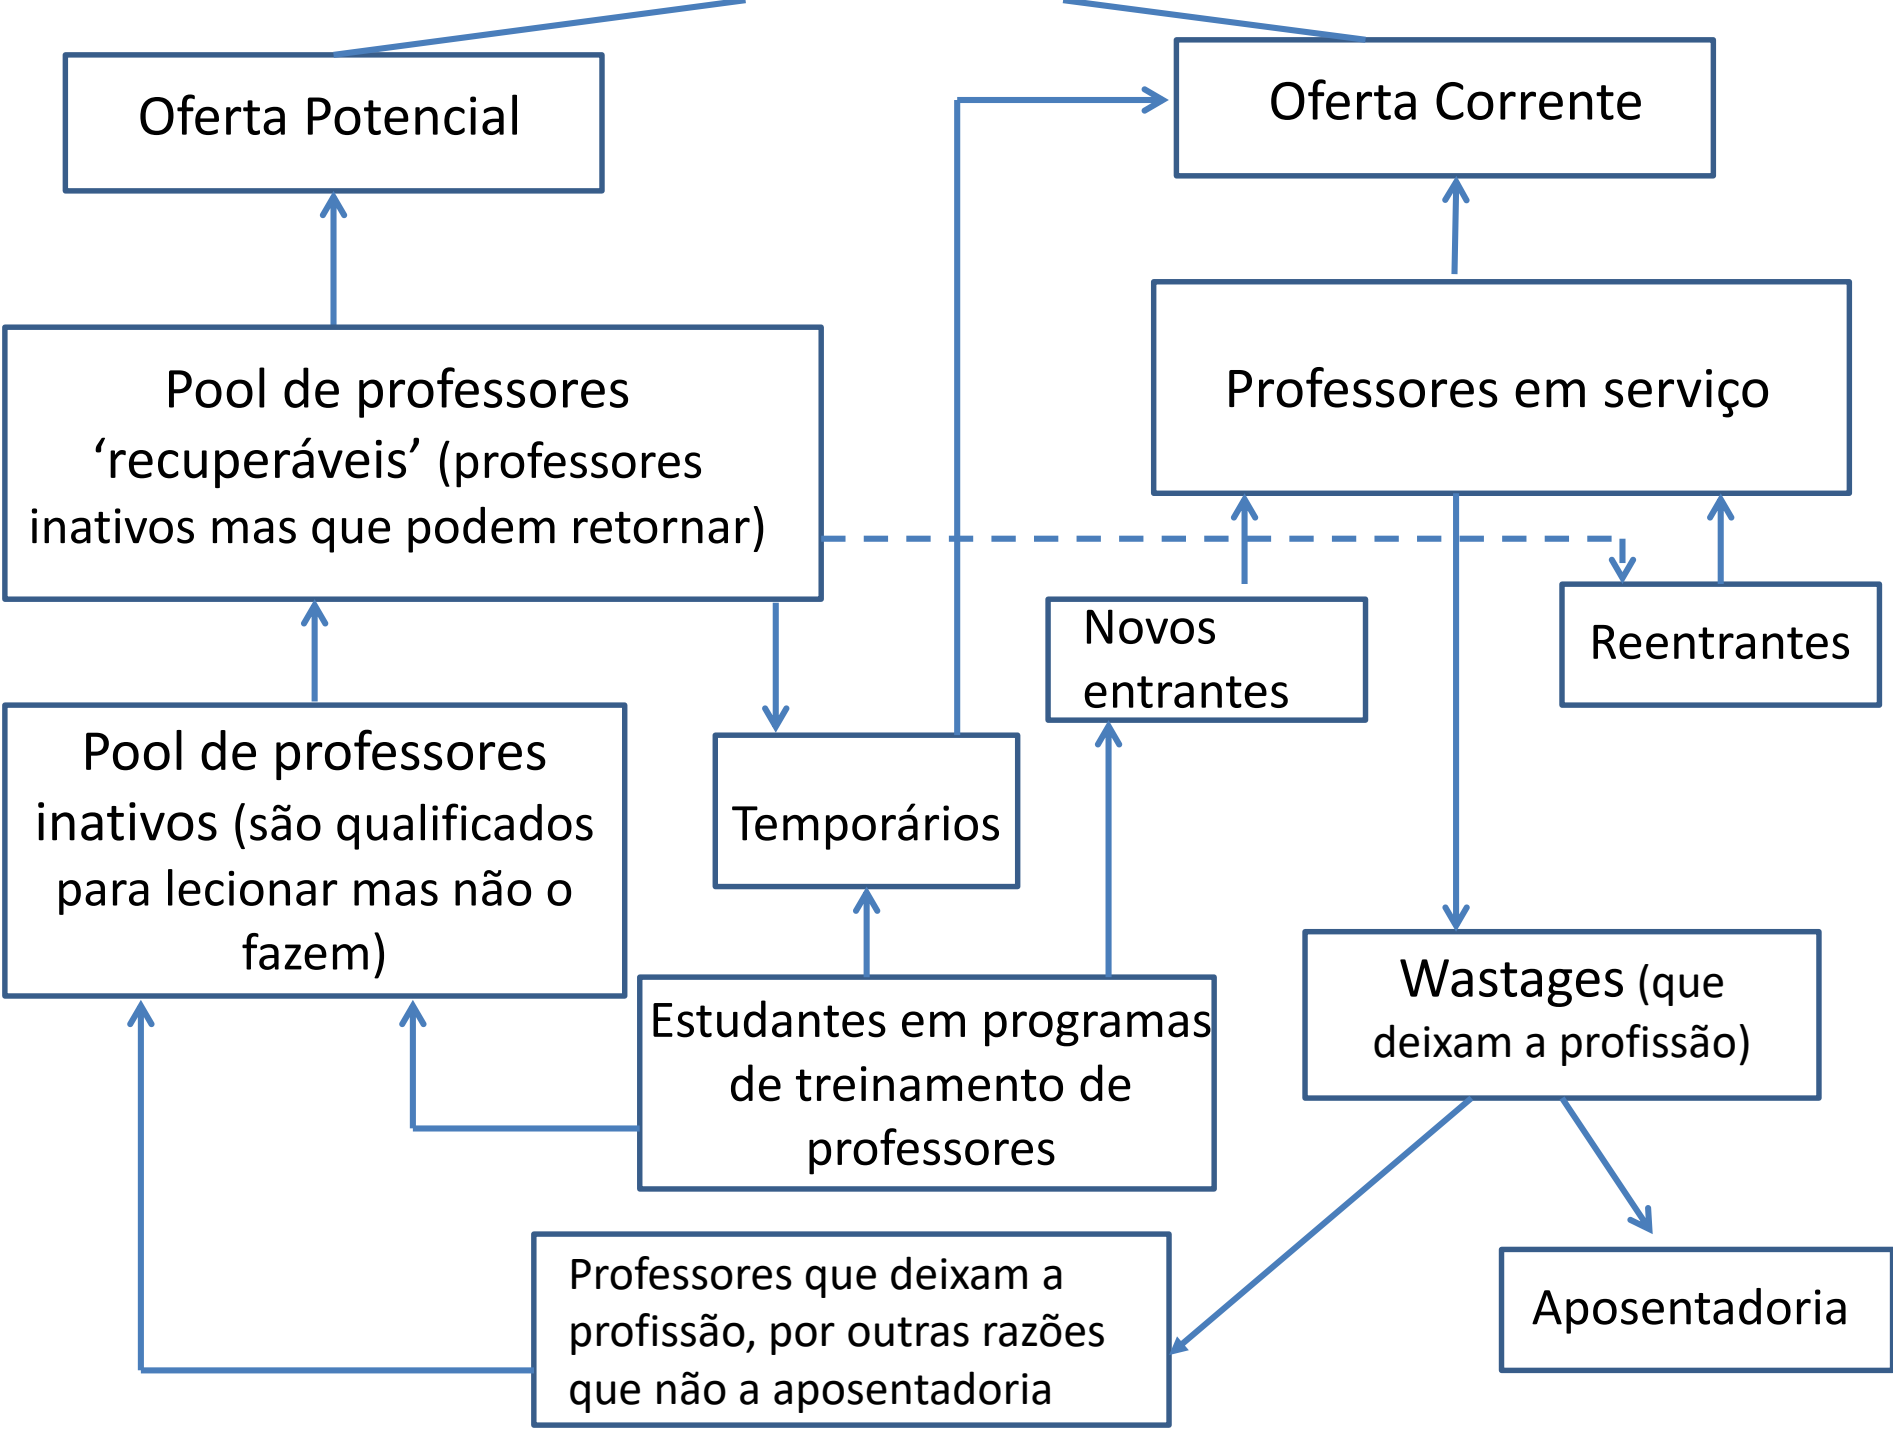 Oferta Potencial
Oferta Corrente
Pool de professores
‘recuperáveis’ (professores
inativos mas que podem retornar)
Professores em serviço
Novos
entrantes
Reentrantes
Pool de professores
inativos (são qualificados
para lecionar mas não o
fazem)
Temporários
Estudantes em programas
de treinamento de
professores
Wastages (que
deixam a profissão)
Professores que deixam a
profissão, por outras razões
que não a aposentadoria
Aposentadoria